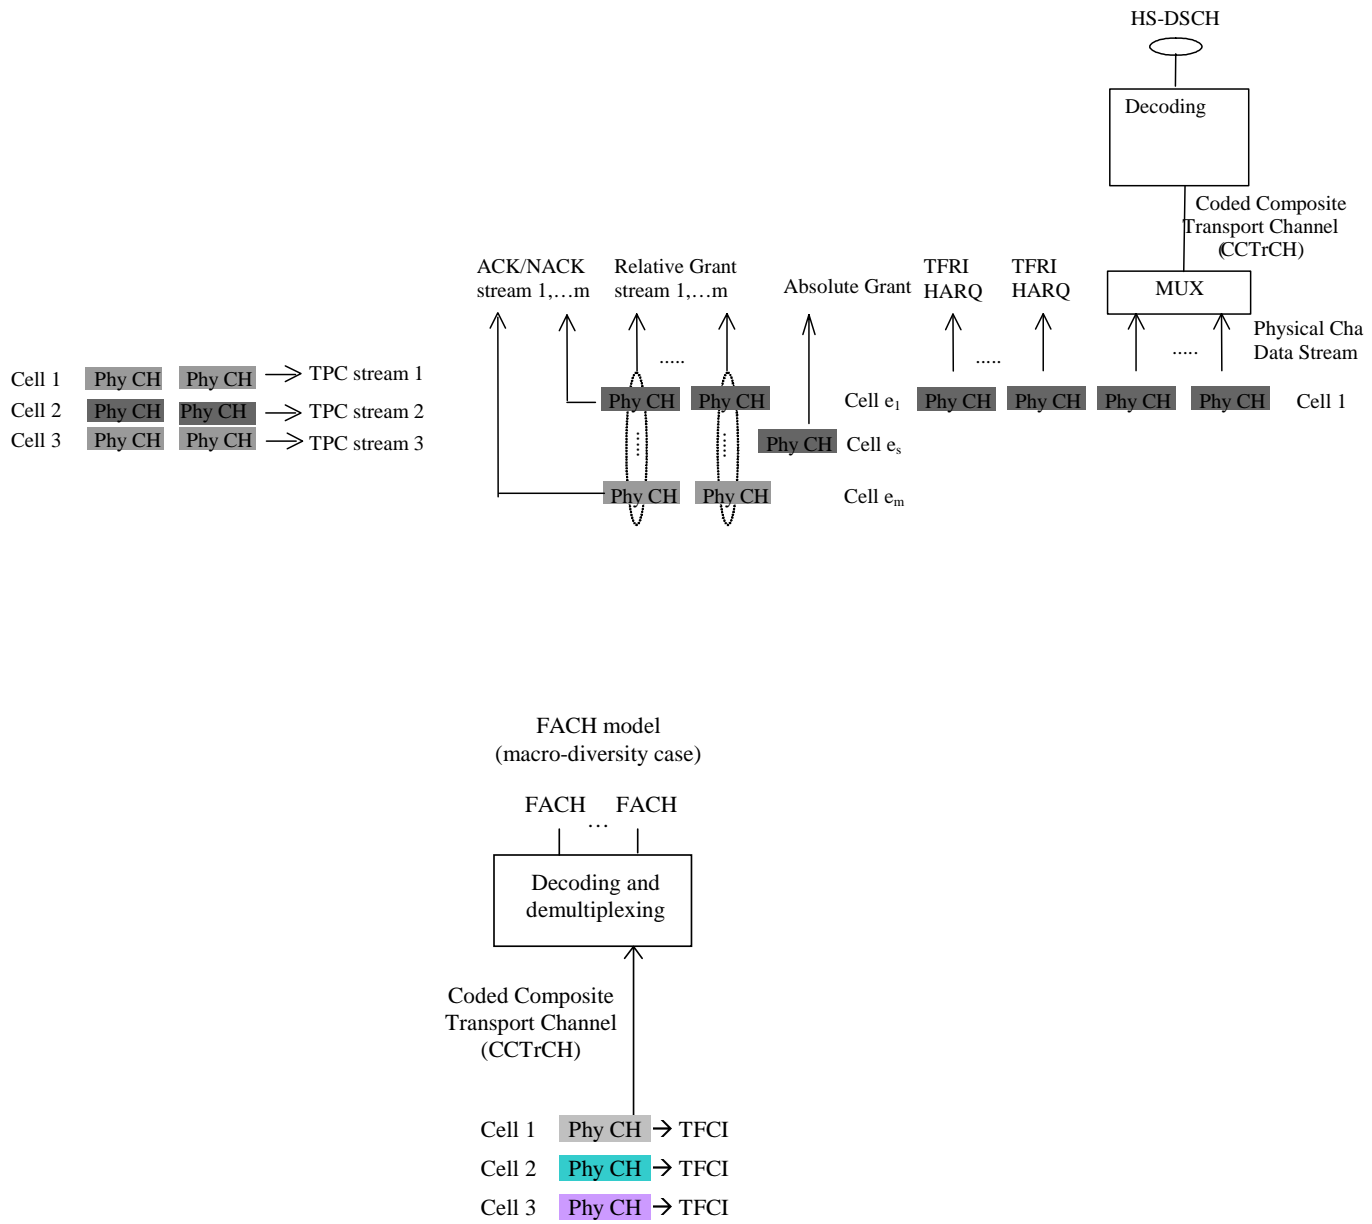 HS-DSCH
Decoding
Coded Composite
Transport Channel
(CCTrCH)
MUX
Physical Cha
Data Stream
ACK/NACK
stream 1,…m
Relative Grant
stream 1,…m
Absolute Grant
TFRI
HARQ
TFRI
HARQ
.....
.....
.....
Cell 1 Phy CH Phy CH TPC stream 1
Cell 2 Phy CH Phy CH TPC stream 2
Cell 3 Phy CH Phy CH TPC stream 3
Phy CH Phy CH Cell e1 Phy CH Phy CH Phy CH Phy CH Cell 1
Phy CH Cell es
Phy CH Phy CH Cell em
FACH model
(macro-diversity case)
FACH … FACH
Decoding and
demultiplexing
Coded Composite
Transport Channel
(CCTrCH)
Cell 1 Phy CH → TFCI
Cell 2 Phy CH → TFCI
Cell 3 Phy CH → TFCI